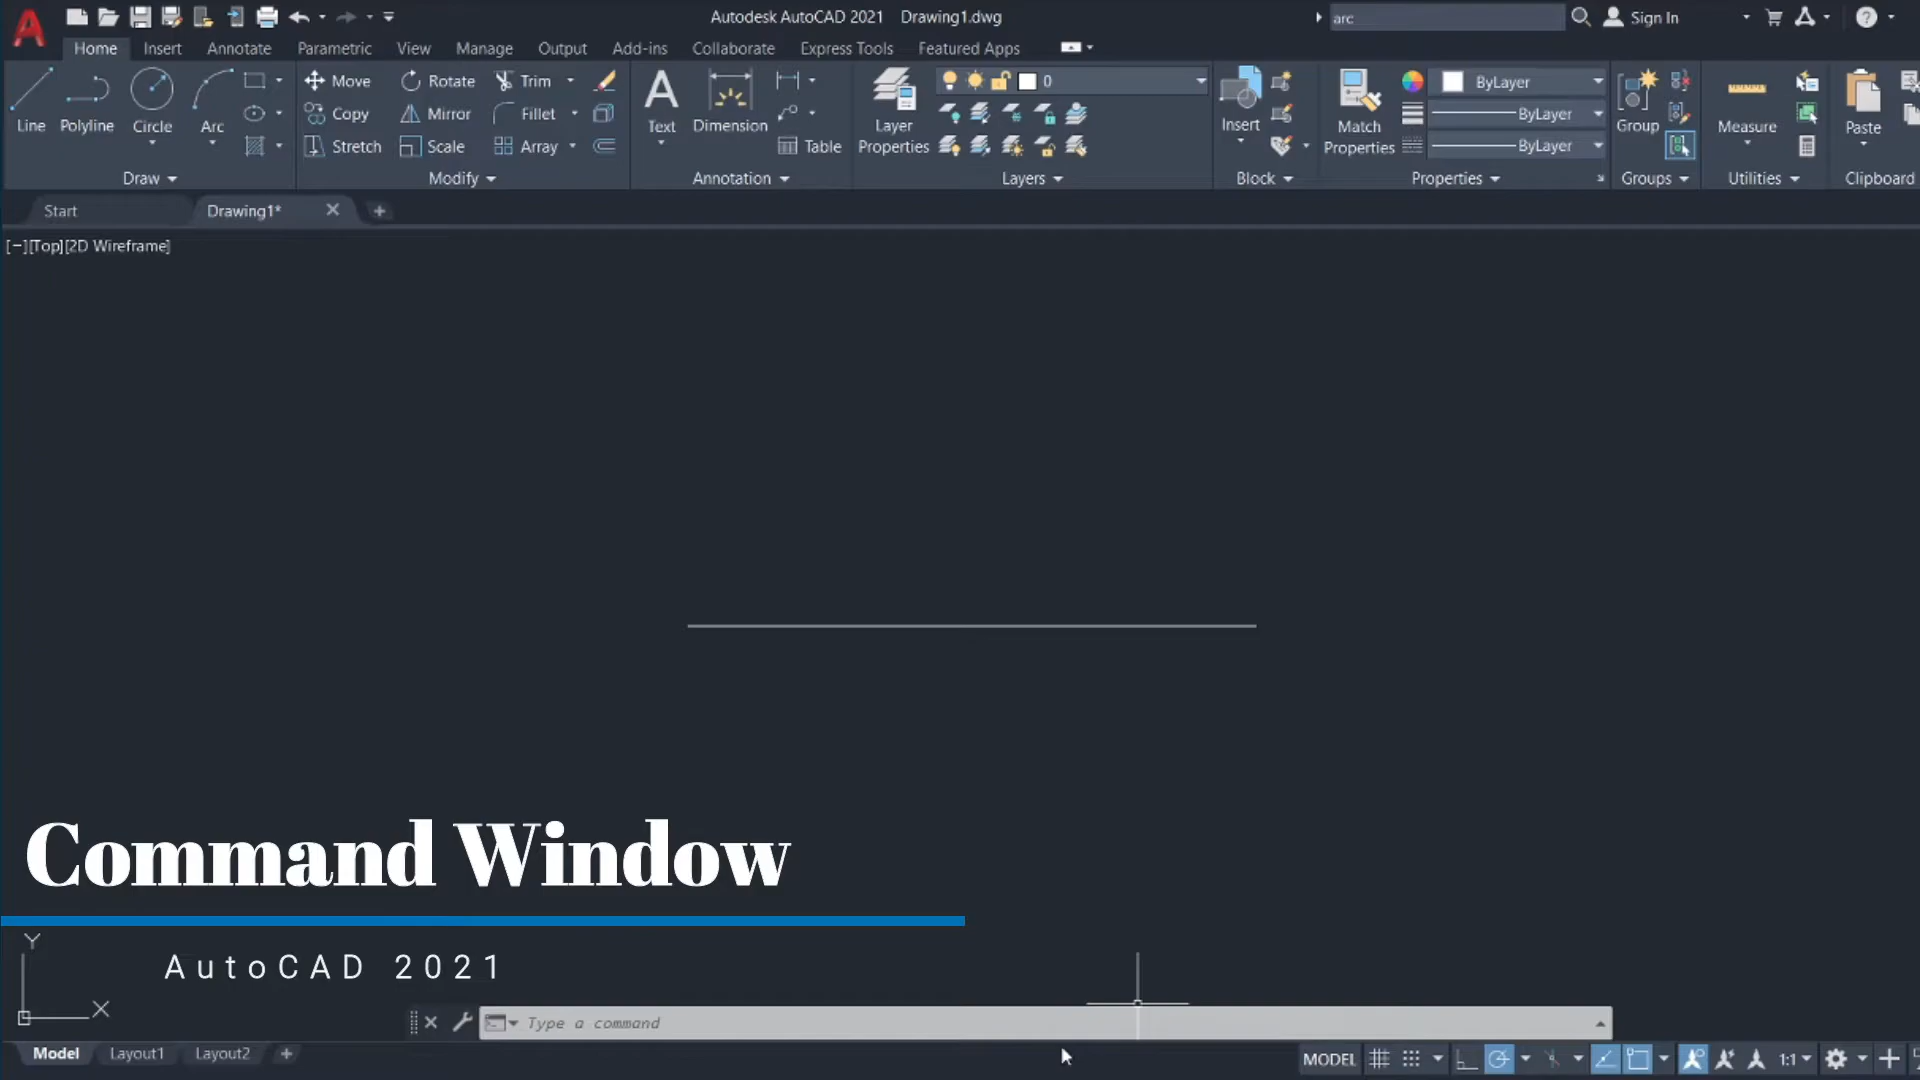 Autodesk AutoCAD 2021 Drawing1.dwg
arc
Sign In
Home Insert Annotate Parametric View Manage Output Add-ins Collaborate Express Tools Featured Apps
Line Polyline Circle Arc
Move Rotate Trim
Copy Mirror Fillet
Stretch Scale Array
Text Dimension
Table
Layer
Properties
0
Insert
Match
Properties
ByLayer
ByLayer
ByLayer
Group
Measure
Paste
Draw Modify Annotation Layers Block Properties Groups Utilities Clipboard
Start Drawing1*
[−][Top][2D Wireframe]
Command Window
AutoCAD 2021
Y
X
Type a command
Model Layout1 Layout2
MODEL 1:1